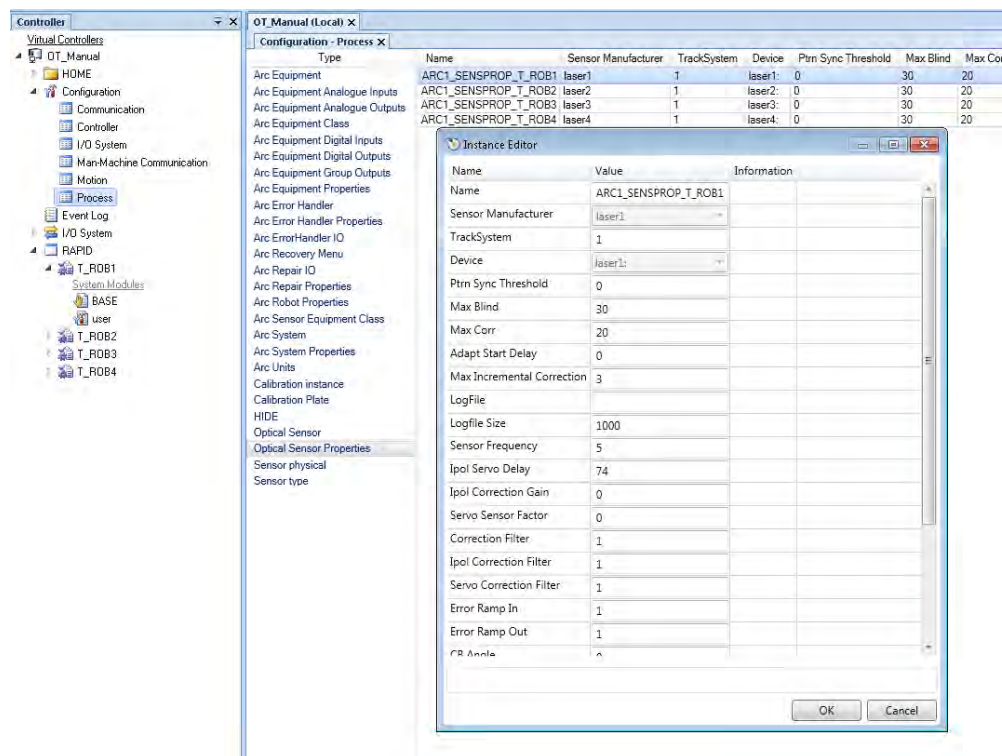 Controller
Virtual Controllers
OT_Manual
HOME
Configuration
Communication
Controller
I/O System
Man-Machine Communication
Motion
Process
Event Log
I/O System
RAPID
T_ROB1
System Modules
BASE
user
T_ROB2
T_ROB3
T_ROB4
OT_Manual (Local) X
Configuration - Process X
Type
Arc Equipment
Arc Equipment Analogue Inputs
Arc Equipment Analogue Outputs
Arc Equipment Class
Arc Equipment Digital Inputs
Arc Equipment Digital Outputs
Arc Equipment Group Outputs
Arc Equipment Properties
Arc Error Handler
Arc Error Handler Properties
Arc ErrorHandler IO
Arc Recovery Menu
Arc Repair IO
Arc Repair Properties
Arc Robot Properties
Arc Sensor Equipment Class
Arc System
Arc System Properties
Arc Units
Calibration instance
Calibration Plate
HIDE
Optical Sensor
Optical Sensor Properties
Sensor physical
Sensor type
Name Sensor Manufacturer TrackSystem Device Ptrn Sync Threshold Max Blind Max Cor
ARC1_SENSPROP_T_ROB1 laser1 1 laser1: 0 30 20
ARC1_SENSPROP_T_ROB2 laser2 1 laser2: 0 30 20
ARC1_SENSPROP_T_ROB3 laser3 1 laser3: 0 30 20
ARC1_SENSPROP_T_ROB4 laser4 1 laser4: 0 30 20
Instance Editor
Name Value Information
Name ARC1_SENSPROP_T_ROB1
Sensor Manufacturer laser1
TrackSystem 1
Device laser1:
Ptrn Sync Threshold 0
Max Blind 30
Max Corr 20
Adapt Start Delay 0
Max Incremental Correction 3
LogFile
Logfile Size 1000
Sensor Frequency 5
Ipol Servo Delay 74
Ipol Correction Gain 0
Servo Sensor Factor 0
Correction Filter 1
Ipol Correction Filter 1
Servo Correction Filter 1
Error Ramp In 1
Error Ramp Out 1
CB Angle 0
OK Cancel